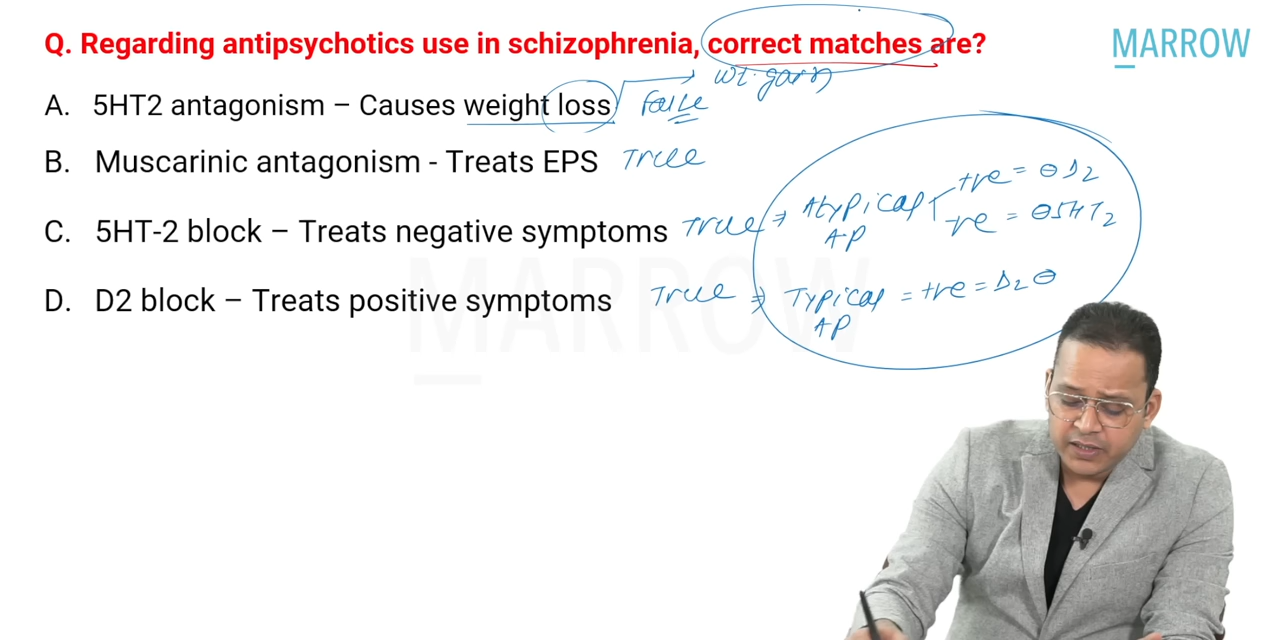 Q. Regarding antipsychotics use in schizophrenia, correct matches are?
MARROW
wt. gain
A. 5HT2 antagonism – Causes weight loss False
B. Muscarinic antagonism - Treats EPS True
+ve = ⊖ D2
C. 5HT-2 block – Treats negative symptoms True ⇒ Atypical -ve = ⊖ 5HT2
AP
D. D2 block – Treats positive symptoms True ⇒ Typical = +ve = D2 ⊖
AP
MARROW